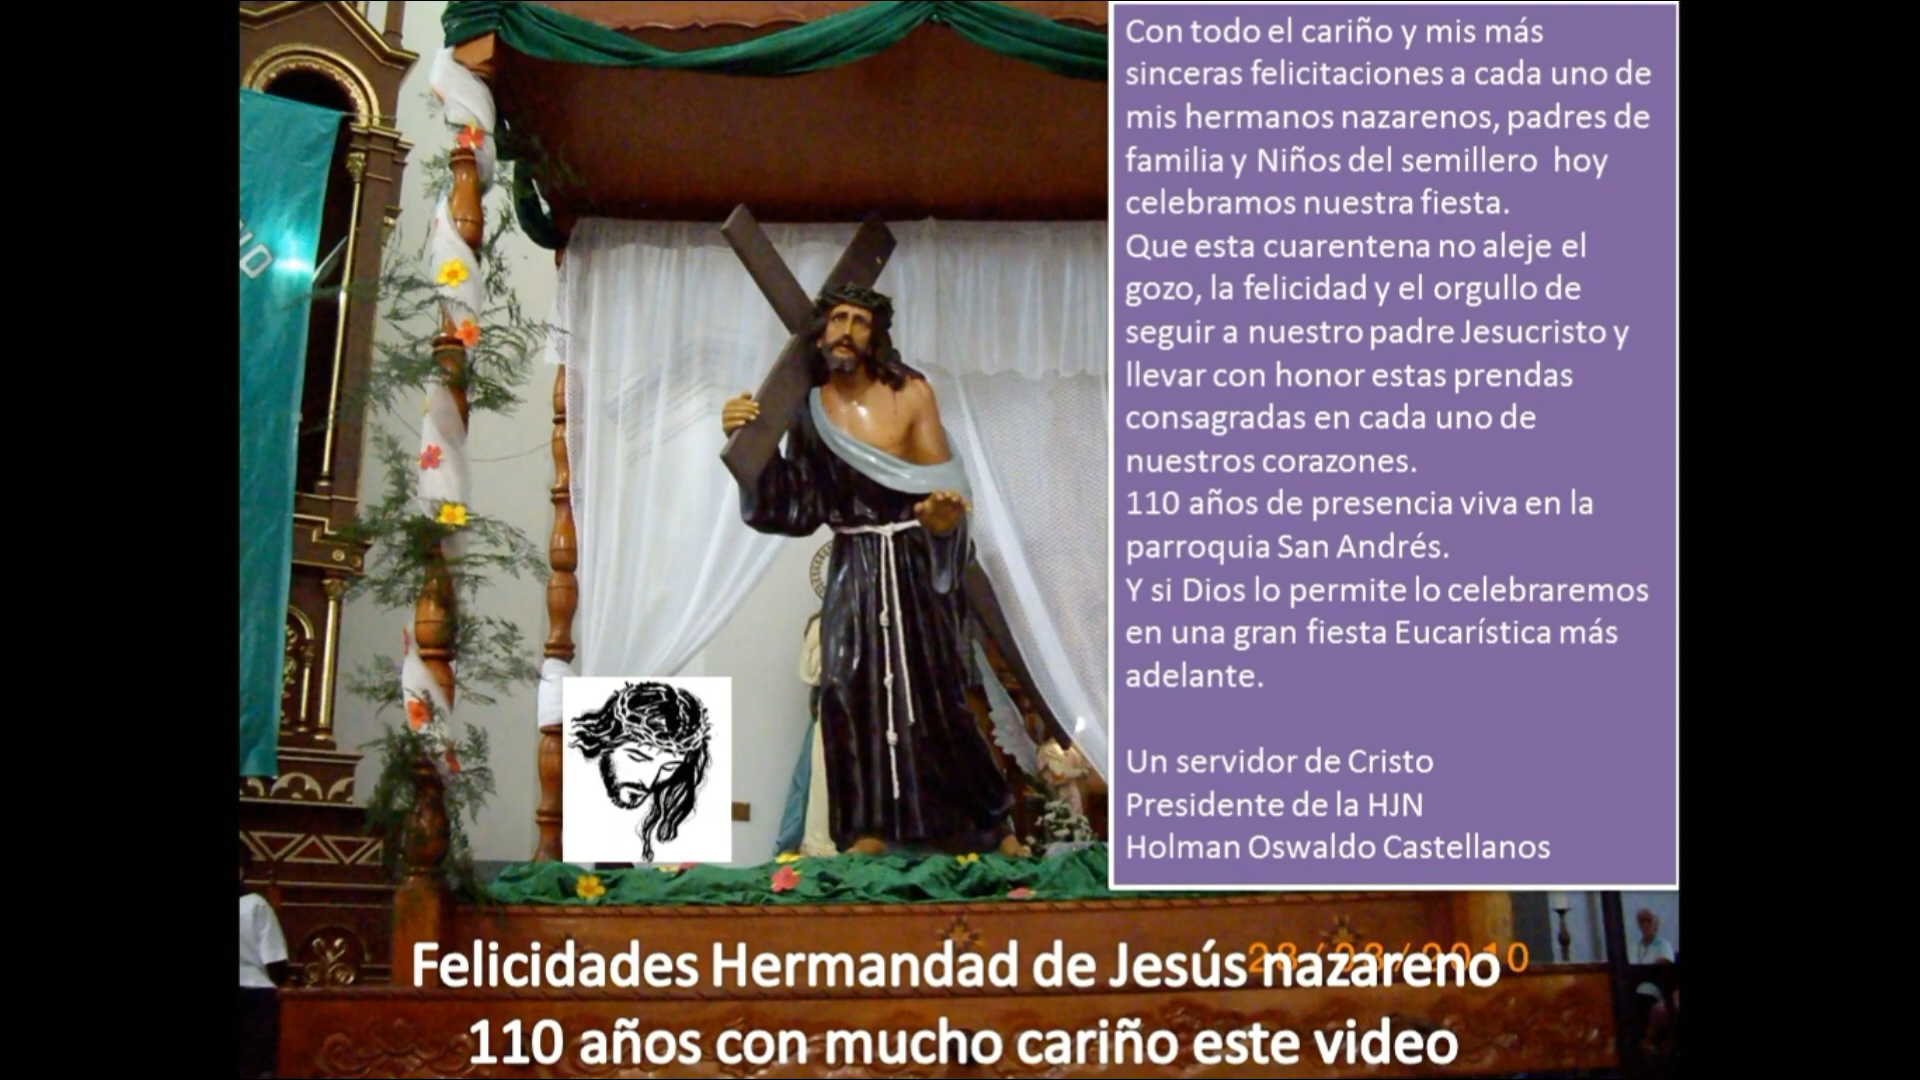 Con todo el cariño y mis más
sinceras felicitaciones a cada uno de
mis hermanos nazarenos, padres de
familia y Niños del semillero hoy
celebramos nuestra fiesta.
Que esta cuarentena no aleje el
gozo, la felicidad y el orgullo de
seguir a nuestro padre Jesucristo y
llevar con honor estas prendas
consagradas en cada uno de
nuestros corazones.
110 años de presencia viva en la
parroquia San Andrés.
Y si Dios lo permite lo celebraremos
en una gran fiesta Eucarística más
adelante.
Un servidor de Cristo
Presidente de la HJN
Holman Oswaldo Castellanos
Felicidades Hermandad de Jesús nazareno
110 años con mucho cariño este video